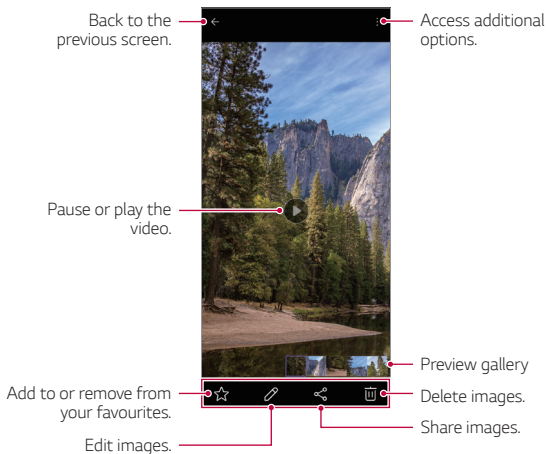 Back to the
previous screen.
Access additional
options.
Pause or play the
video.
Preview gallery
Add to or remove from
your favourites.
Delete images.
Share images.
Edit images.